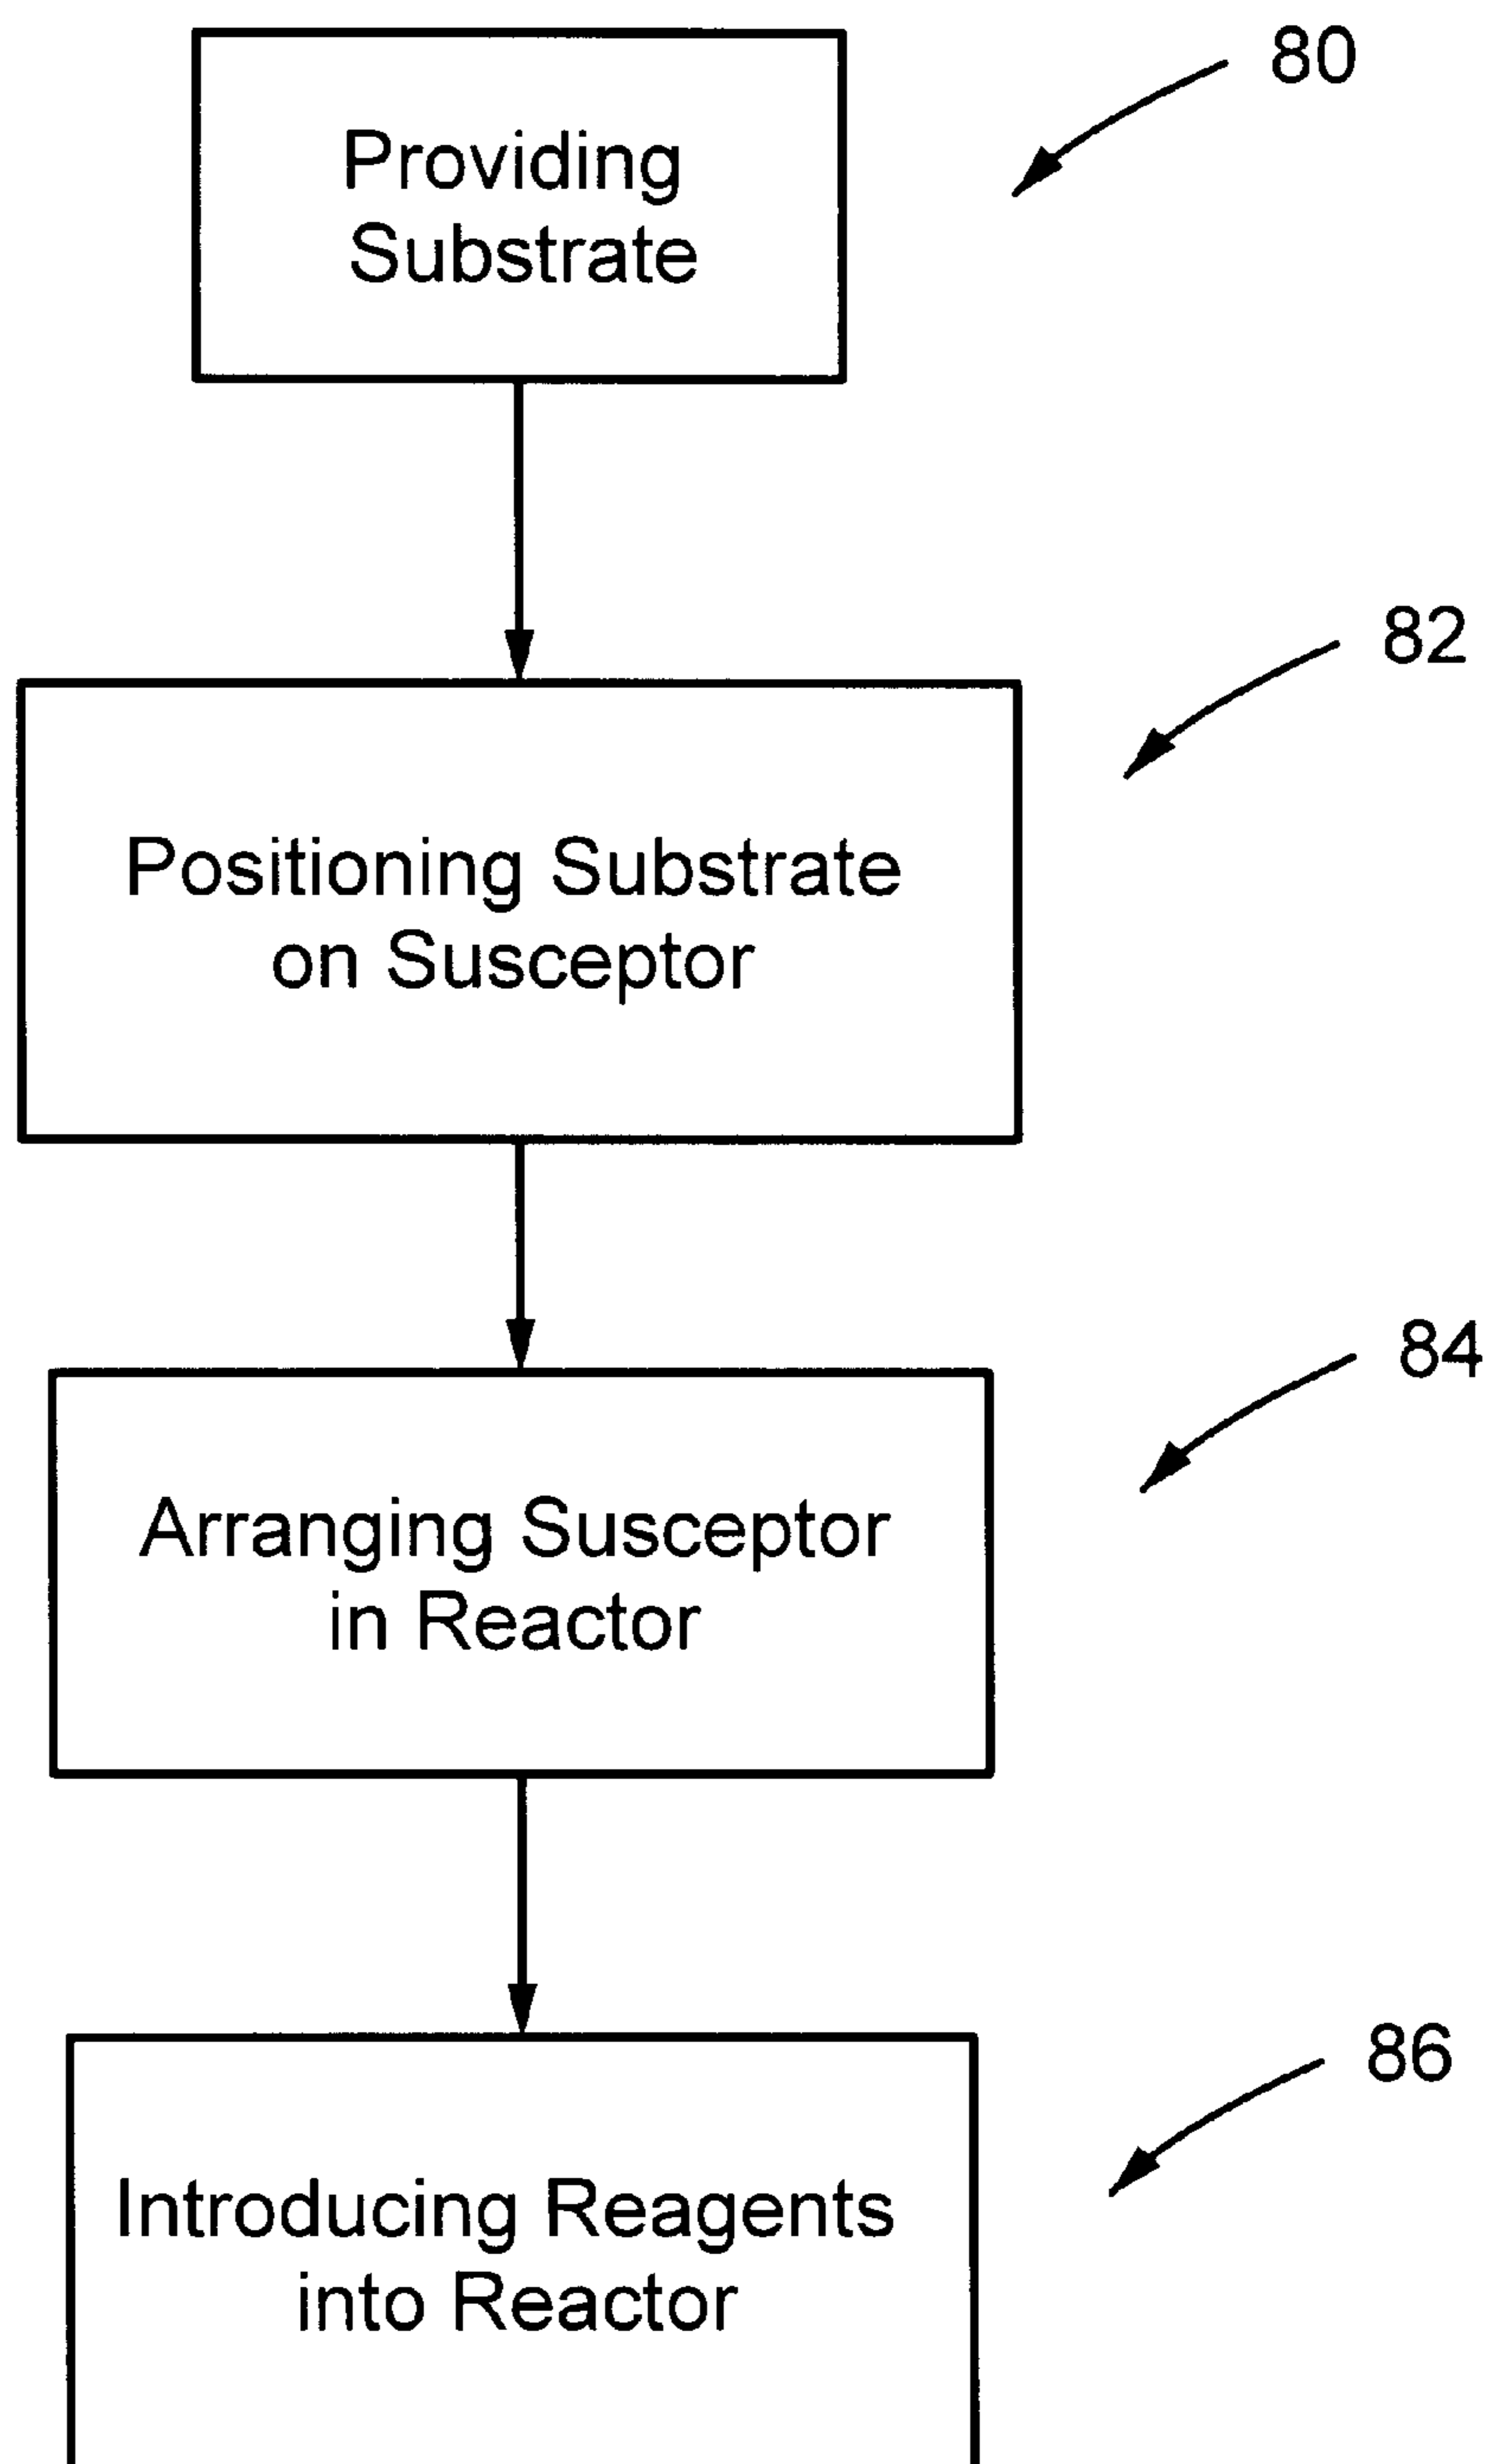 80
Providing
Substrate
82
Positioning Substrate
on Susceptor
84
Arranging Susceptor
in Reactor
86
Introducing Reagents
into Reactor